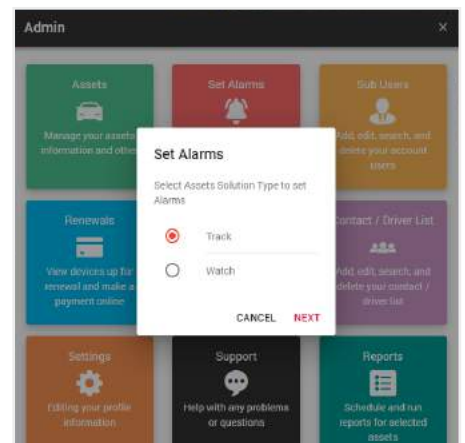 Admin
×
Assets
Manage your assets
information and other
Set Alarms
Sub Users
Add, edit, search, and
delete your account
users
Set Alarms
Select Assets Solution Type to set
Alarms
Track
Watch
CANCEL
NEXT
Renewals
View devices up for
renewal and make a
payment online
Contact / Driver List
Add, edit, search, and
delete your contact /
driver list
Settings
Editing your profile
information
Support
Help with any problems
or questions
Reports
Schedule and run
reports for selected
assets